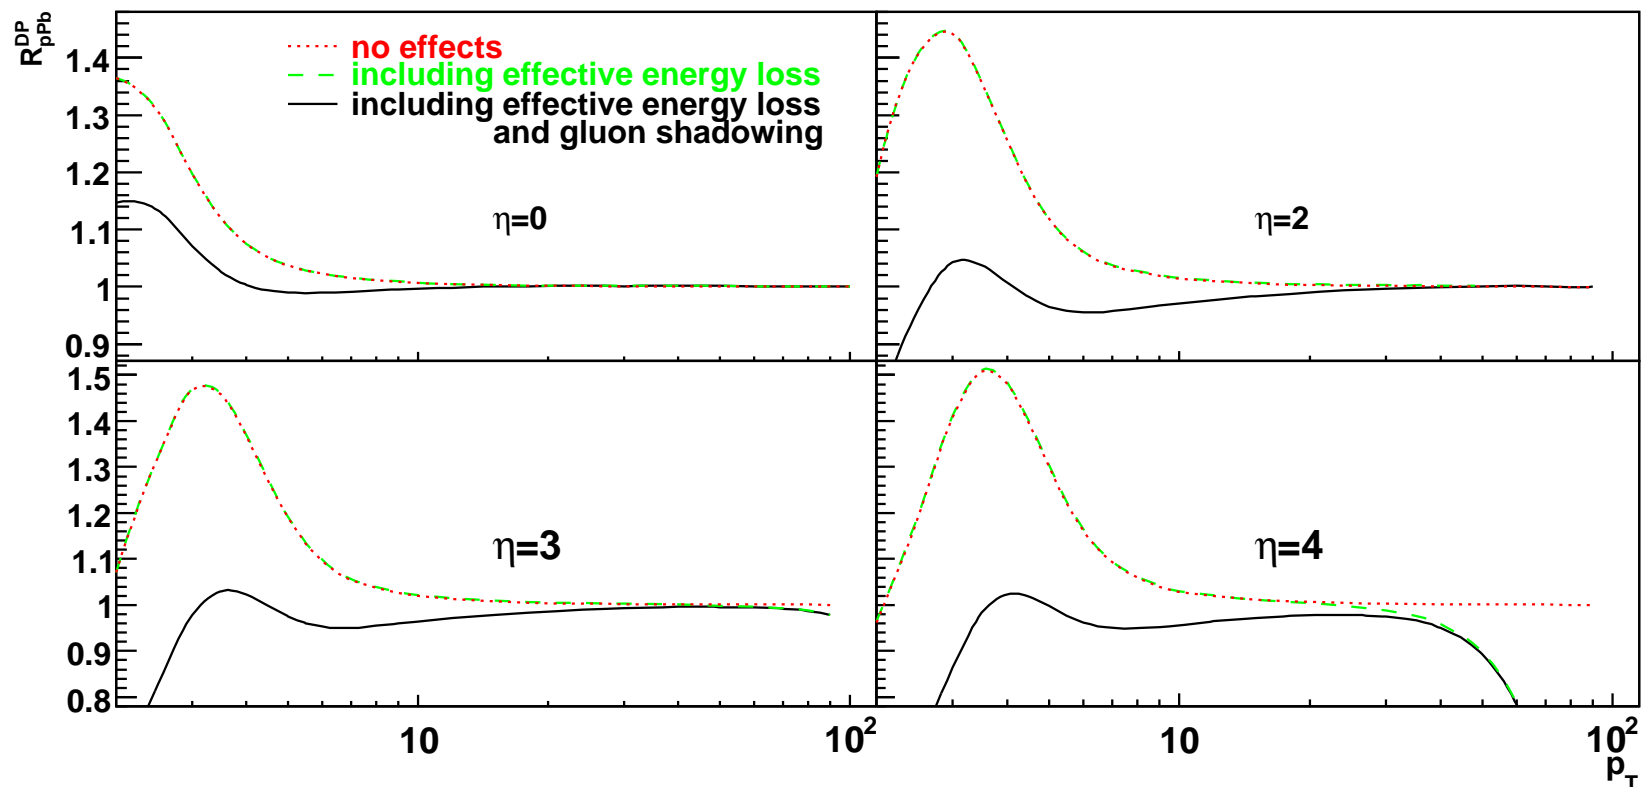 R^DP_pPb
no effects
including effective energy loss
including effective energy loss
and gluon shadowing
1.4
1.3
1.2
1.1
1
0.9
η=0
η=2
1.5
1.4
1.3
1.2
1.1
1
0.9
0.8
η=3
η=4
10
10^2
10
10^2
p_T